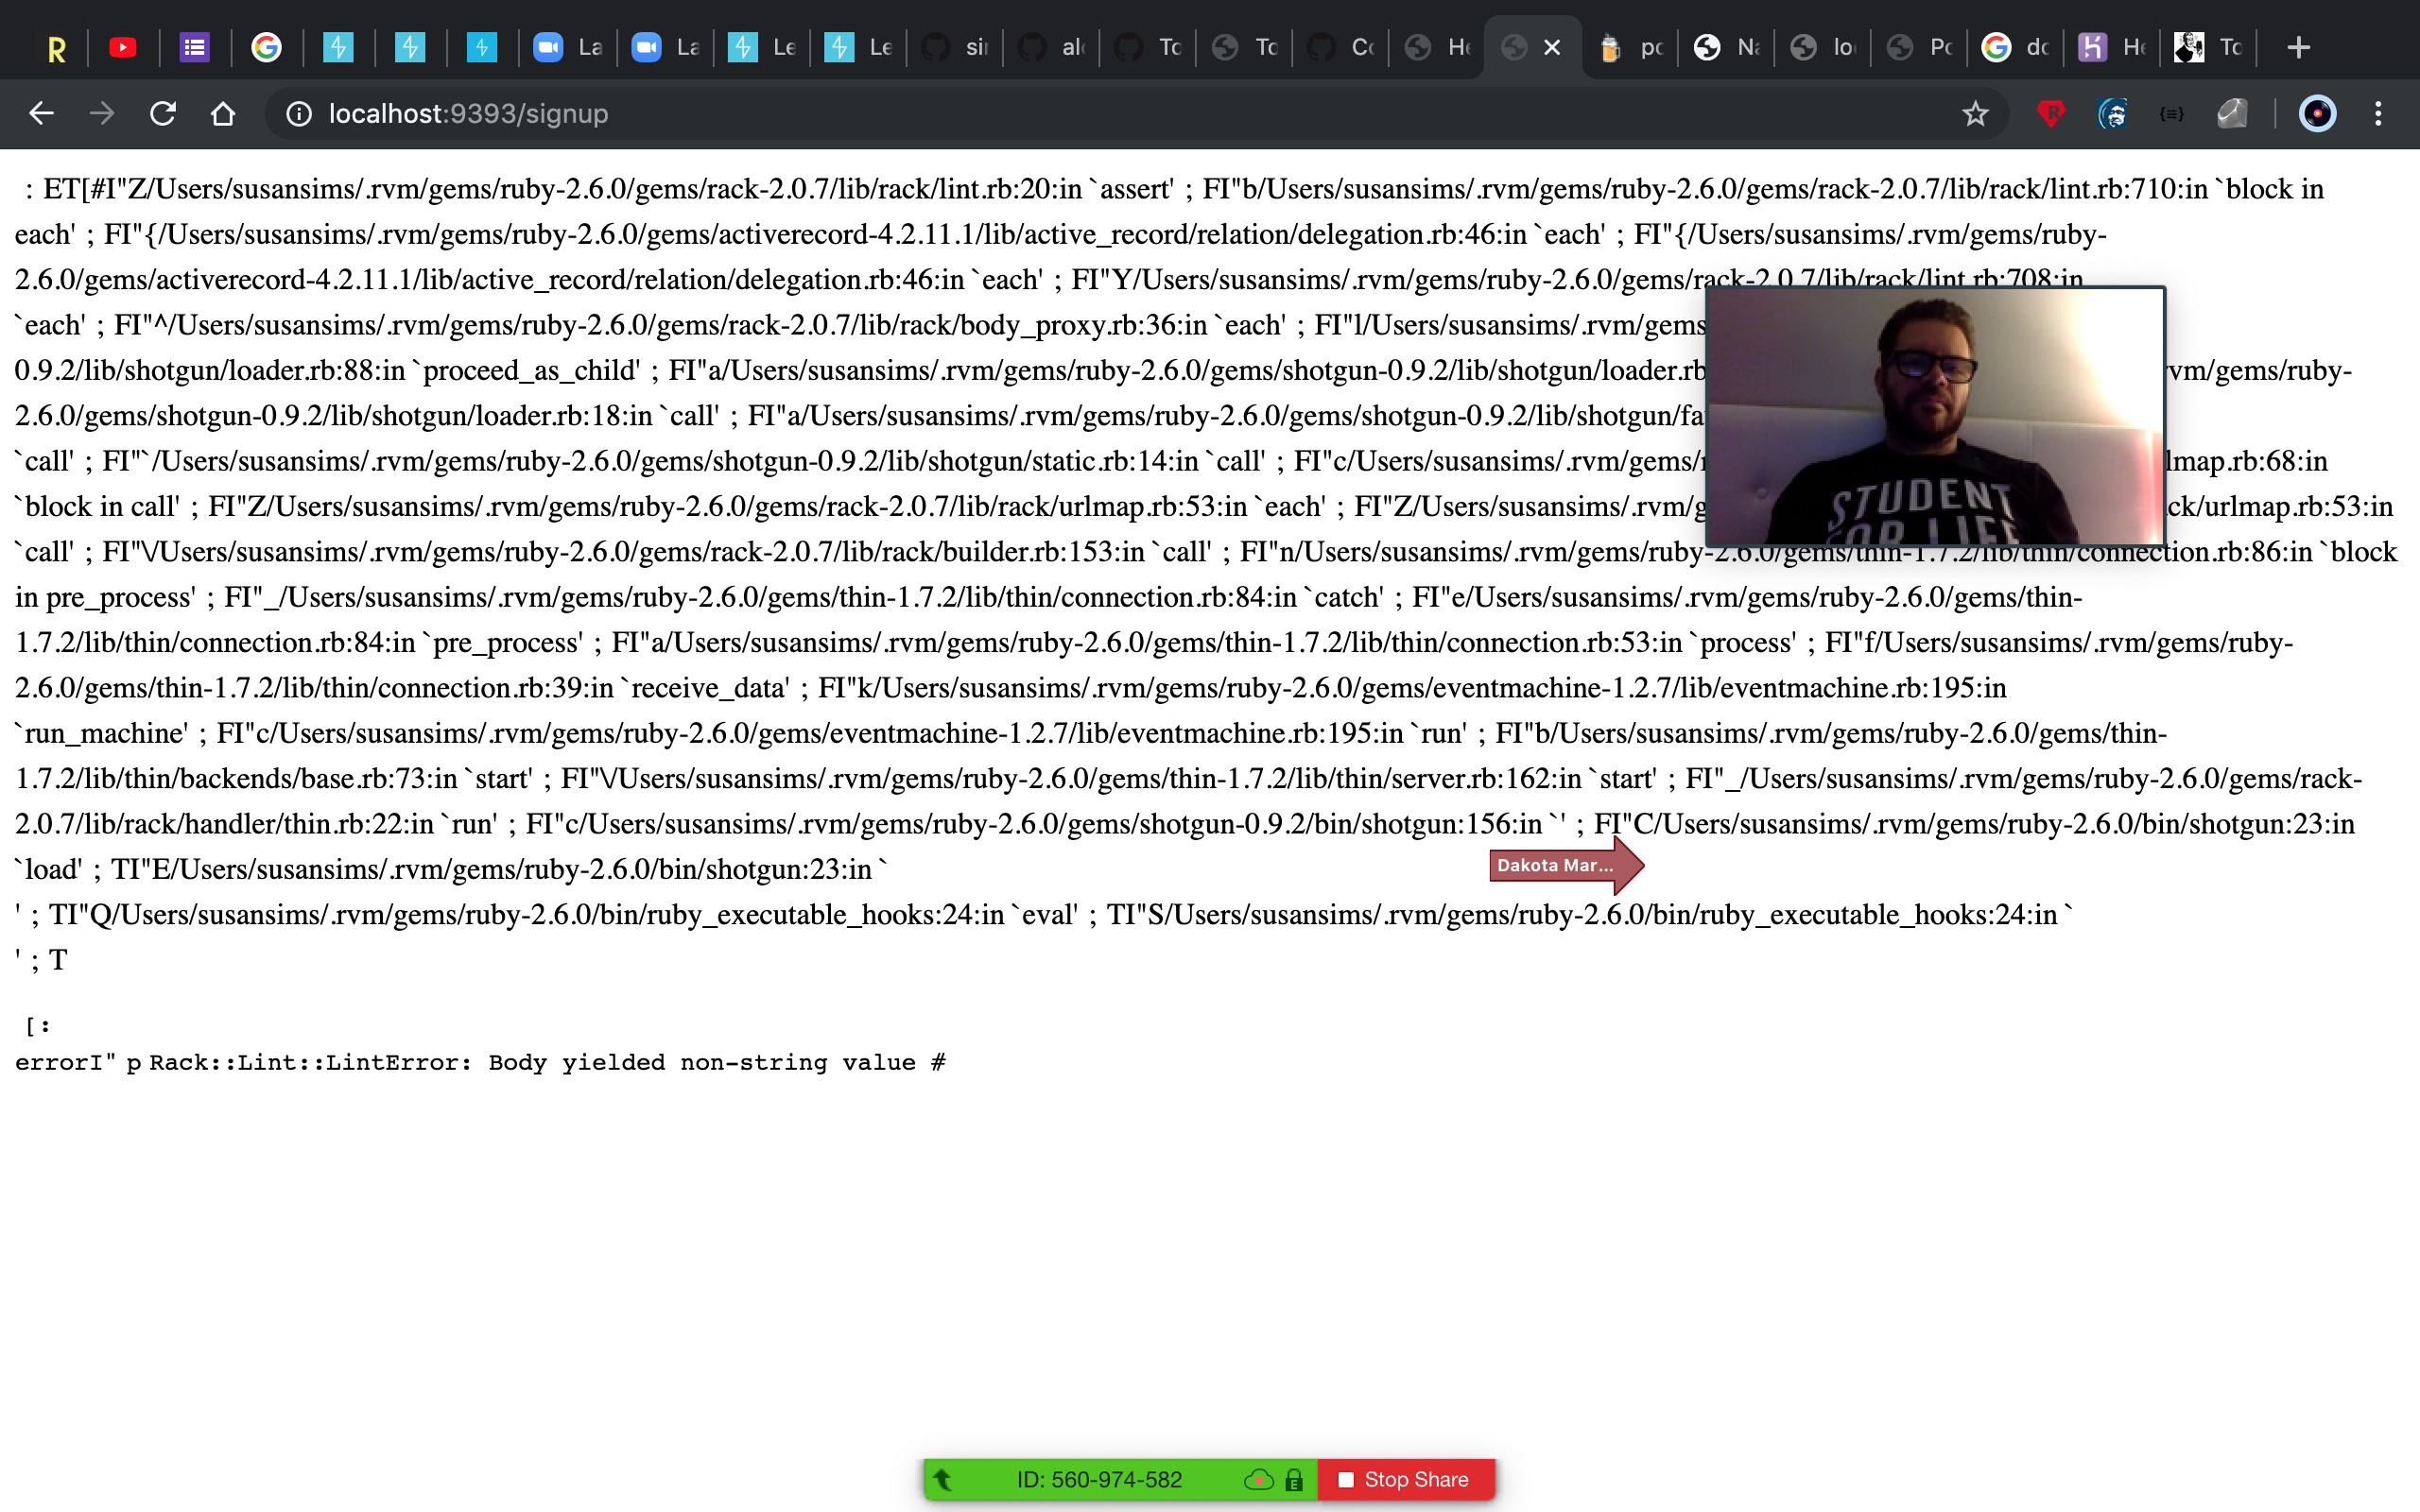 R
La
La
Le
Le
sin
alo
To
To
Co
He
po
Na
lo
Po
do
He
To
localhost:9393/signup
: ET[#I"Z/Users/susansims/.rvm/gems/ruby-2.6.0/gems/rack-2.0.7/lib/rack/lint.rb:20:in `assert' ; FI"b/Users/susansims/.rvm/gems/ruby-2.6.0/gems/rack-2.0.7/lib/rack/lint.rb:710:in `block in
each' ; FI"{/Users/susansims/.rvm/gems/ruby-2.6.0/gems/activerecord-4.2.11.1/lib/active_record/relation/delegation.rb:46:in `each' ; FI"{/Users/susansims/.rvm/gems/ruby-
2.6.0/gems/activerecord-4.2.11.1/lib/active_record/relation/delegation.rb:46:in `each' ; FI"Y/Users/susansims/.rvm/gems/ruby-2.6.0/gems/rack-2.0.7/lib/rack/lint.rb:708:in
`each' ; FI"^/Users/susansims/.rvm/gems/ruby-2.6.0/gems/rack-2.0.7/lib/rack/body_proxy.rb:36:in `each' ; FI"l/Users/susansims/.rvm/gems
0.9.2/lib/shotgun/loader.rb:88:in `proceed_as_child' ; FI"a/Users/susansims/.rvm/gems/ruby-2.6.0/gems/shotgun-0.9.2/lib/shotgun/loader.rb vm/gems/ruby-
2.6.0/gems/shotgun-0.9.2/lib/shotgun/loader.rb:18:in `call' ; FI"a/Users/susansims/.rvm/gems/ruby-2.6.0/gems/shotgun-0.9.2/lib/shotgun/fa
`call' ; FI"`/Users/susansims/.rvm/gems/ruby-2.6.0/gems/shotgun-0.9.2/lib/shotgun/static.rb:14:in `call' ; FI"c/Users/susansims/.rvm/gems/r lmap.rb:68:in
`block in call' ; FI"Z/Users/susansims/.rvm/gems/ruby-2.6.0/gems/rack-2.0.7/lib/rack/urlmap.rb:53:in `each' ; FI"Z/Users/susansims/.rvm/g ck/urlmap.rb:53:in
`call' ; FI"\/Users/susansims/.rvm/gems/ruby-2.6.0/gems/rack-2.0.7/lib/rack/builder.rb:153:in `call' ; FI"n/Users/susansims/.rvm/gems/ruby-2.6.0/gems/thin-1.7.2/lib/thin/connection.rb:86:in `block
in pre_process' ; FI"_/Users/susansims/.rvm/gems/ruby-2.6.0/gems/thin-1.7.2/lib/thin/connection.rb:84:in `catch' ; FI"e/Users/susansims/.rvm/gems/ruby-2.6.0/gems/thin-
1.7.2/lib/thin/connection.rb:84:in `pre_process' ; FI"a/Users/susansims/.rvm/gems/ruby-2.6.0/gems/thin-1.7.2/lib/thin/connection.rb:53:in `process' ; FI"f/Users/susansims/.rvm/gems/ruby-
2.6.0/gems/thin-1.7.2/lib/thin/connection.rb:39:in `receive_data' ; FI"k/Users/susansims/.rvm/gems/ruby-2.6.0/gems/eventmachine-1.2.7/lib/eventmachine.rb:195:in
`run_machine' ; FI"c/Users/susansims/.rvm/gems/ruby-2.6.0/gems/eventmachine-1.2.7/lib/eventmachine.rb:195:in `run' ; FI"b/Users/susansims/.rvm/gems/ruby-2.6.0/gems/thin-
1.7.2/lib/thin/backends/base.rb:73:in `start' ; FI"\/Users/susansims/.rvm/gems/ruby-2.6.0/gems/thin-1.7.2/lib/thin/server.rb:162:in `start' ; FI"_/Users/susansims/.rvm/gems/ruby-2.6.0/gems/rack-
2.0.7/lib/rack/handler/thin.rb:22:in `run' ; FI"c/Users/susansims/.rvm/gems/ruby-2.6.0/gems/shotgun-0.9.2/bin/shotgun:156:in `' ; FI"C/Users/susansims/.rvm/gems/ruby-2.6.0/bin/shotgun:23:in
`load' ; TI"E/Users/susansims/.rvm/gems/ruby-2.6.0/bin/shotgun:23:in `
' ; TI"Q/Users/susansims/.rvm/gems/ruby-2.6.0/bin/ruby_executable_hooks:24:in `eval' ; TI"S/Users/susansims/.rvm/gems/ruby-2.6.0/bin/ruby_executable_hooks:24:in `
' ; T
[:
errorI" p Rack::Lint::LintError: Body yielded non-string value #
STUDENT
FOR LIFE
Dakota Mar...
ID: 560-974-582
Stop Share